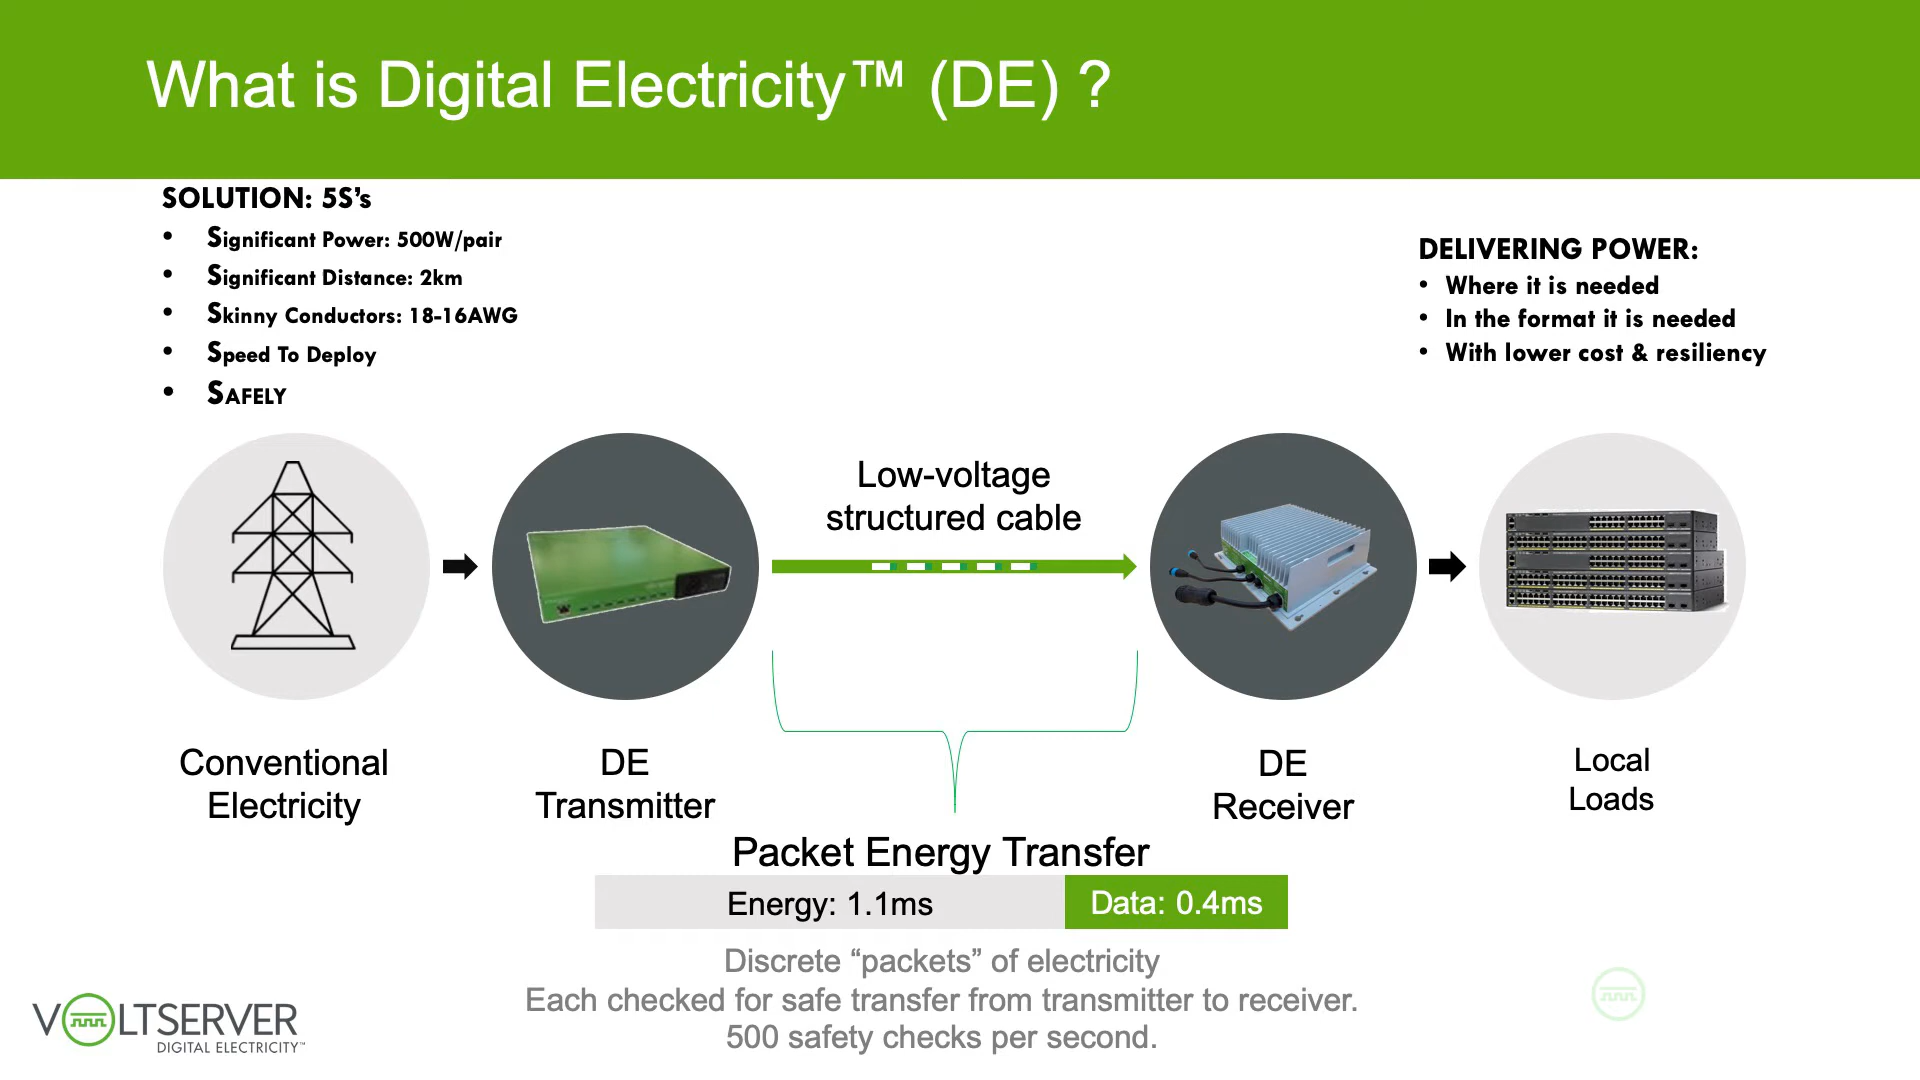 What is Digital Electricity™ (DE) ?
SOLUTION: 5S’s
• Significant Power: 500W/pair
• Significant Distance: 2km
• Skinny Conductors: 18-16AWG
• Speed To Deploy
• SAFELY
DELIVERING POWER:
• Where it is needed
• In the format it is needed
• With lower cost & resiliency
Low-voltage
structured cable
Conventional
Electricity
DE
Transmitter
DE
Receiver
Local
Loads
Packet Energy Transfer
Energy: 1.1ms
Data: 0.4ms
Discrete “packets” of electricity
Each checked for safe transfer from transmitter to receiver.
500 safety checks per second.
VOLTSERVER
DIGITAL ELECTRICITY™